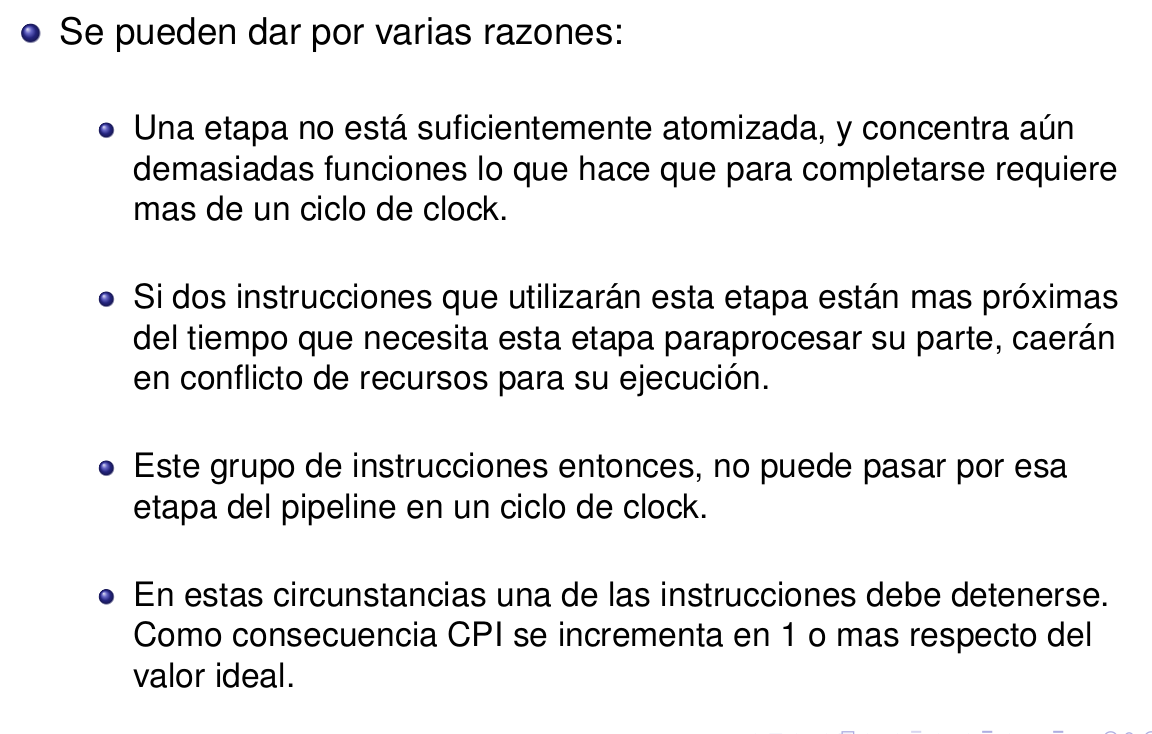 Se pueden dar por varias razones:
Una etapa no está suficientemente atomizada, y concentra aún
demasiadas funciones lo que hace que para completarse requiere
mas de un ciclo de clock.
Si dos instrucciones que utilizarán esta etapa están mas próximas
del tiempo que necesita esta etapa paraprocesar su parte, caerán
en conflicto de recursos para su ejecución.
Este grupo de instrucciones entonces, no puede pasar por esa
etapa del pipeline en un ciclo de clock.
En estas circunstancias una de las instrucciones debe detenerse.
Como consecuencia CPI se incrementa en 1 o mas respecto del
valor ideal.